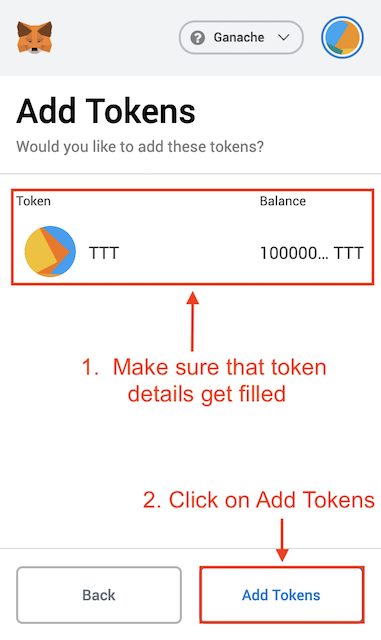 Ganache
Add Tokens
Would you like to add these tokens?
Token Balance
TTT 100000... TTT
1. Make sure that token
details get filled
2. Click on Add Tokens
Back Add Tokens